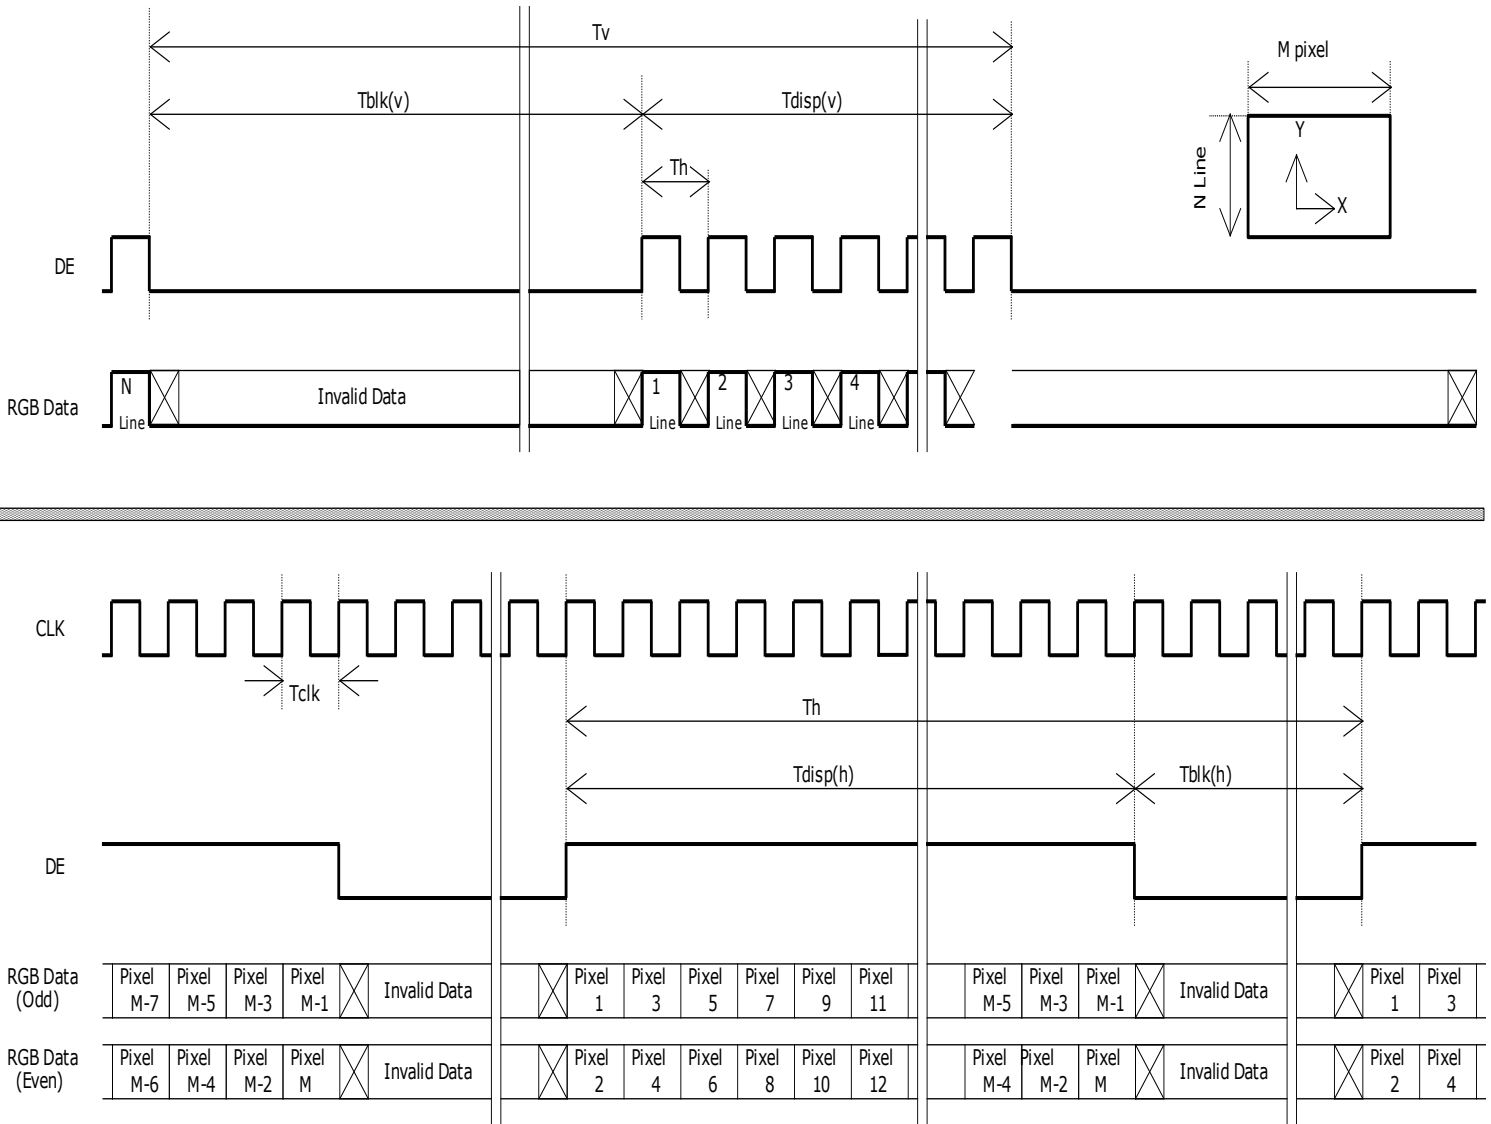 Tv
M pixel
Tblk(v)
Tdisp(v)
Th
N Line
Y
X
DE
RGB Data
N
Line
Invalid Data
1
Line
2
Line
3
Line
4
Line
CLK
Tclk
Th
Tdisp(h)
Tblk(h)
DE
RGB Data
(Odd)
Pixel
M-7
Pixel
M-5
Pixel
M-3
Pixel
M-1
Invalid Data
Pixel
1
Pixel
3
Pixel
5
Pixel
7
Pixel
9
Pixel
11
Pixel
M-5
Pixel
M-3
Pixel
M-1
Invalid Data
Pixel
1
Pixel
3
RGB Data
(Even)
Pixel
M-6
Pixel
M-4
Pixel
M-2
Pixel
M
Invalid Data
Pixel
2
Pixel
4
Pixel
6
Pixel
8
Pixel
10
Pixel
12
Pixel
M-4
Pixel
M-2
Pixel
M
Invalid Data
Pixel
2
Pixel
4